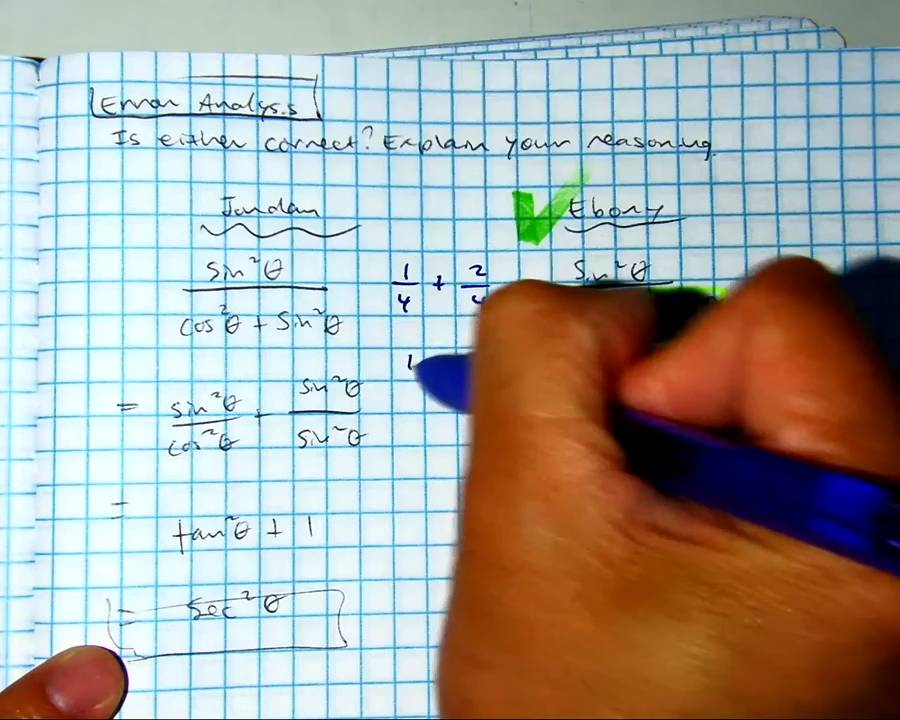 Error Analysis
Is either correct? Explain your reasoning.
Jordan
Ebony
sin²θ
cos²θ + sin²θ
1/4 + 2/4
sin²θ
= sin²θ/cos²θ + sin²θ/sin²θ
1
= tan²θ + 1
= sec²θ